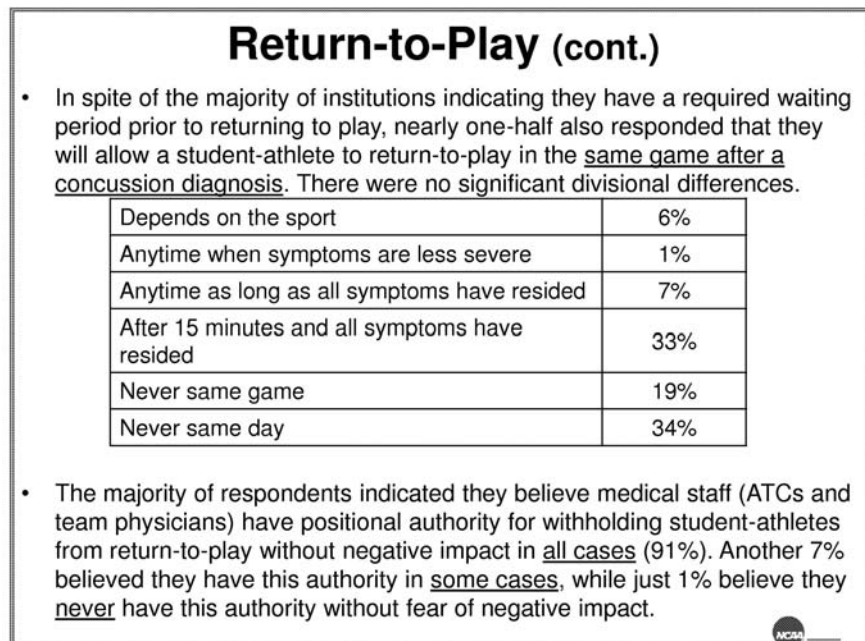 Return-to-Play (cont.)
• In spite of the majority of institutions indicating they have a required waiting
period prior to returning to play, nearly one-half also responded that they
will allow a student-athlete to return-to-play in the same game after a
concussion diagnosis. There were no significant divisional differences.
Depends on the sport 6%
Anytime when symptoms are less severe 1%
Anytime as long as all symptoms have resided 7%
After 15 minutes and all symptoms have
resided 33%
Never same game 19%
Never same day 34%
• The majority of respondents indicated they believe medical staff (ATCs and
team physicians) have positional authority for withholding student-athletes
from return-to-play without negative impact in all cases (91%). Another 7%
believed they have this authority in some cases, while just 1% believe they
never have this authority without fear of negative impact.
NCAA